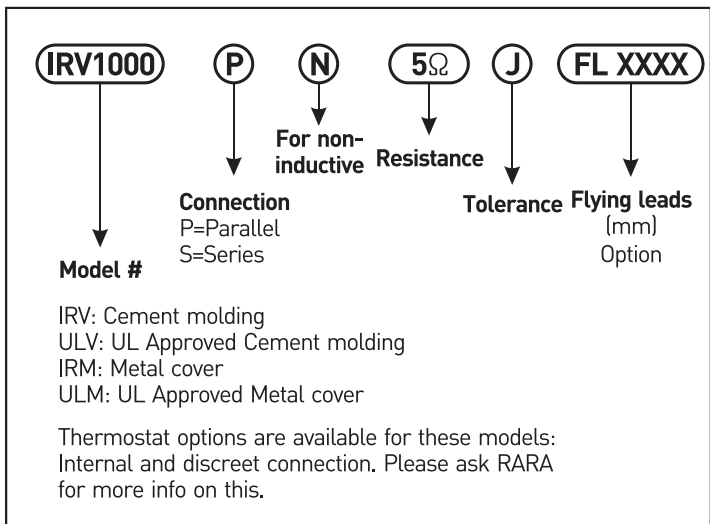 IRV1000 P N 5Ω J FL XXXX
For non-
inductive
Resistance
Connection
P=Parallel
S=Series
Tolerance
Flying leads
(mm)
Option
Model #
IRV: Cement molding
ULV: UL Approved Cement molding
IRM: Metal cover
ULM: UL Approved Metal cover
Thermostat options are available for these models:
Internal and discreet connection. Please ask RARA
for more info on this.